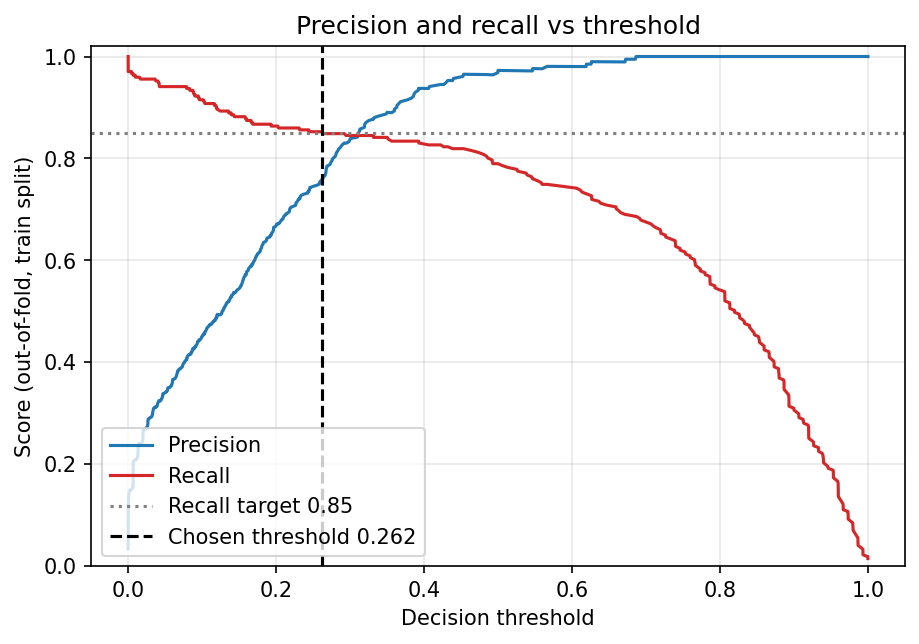 Precision and recall vs threshold
Score (out-of-fold, train split)
1.0
0.8
0.6
0.4
0.2
0.0
Precision
Recall
Recall target 0.85
Chosen threshold 0.262
0.0 0.2 0.4 0.6 0.8 1.0
Decision threshold